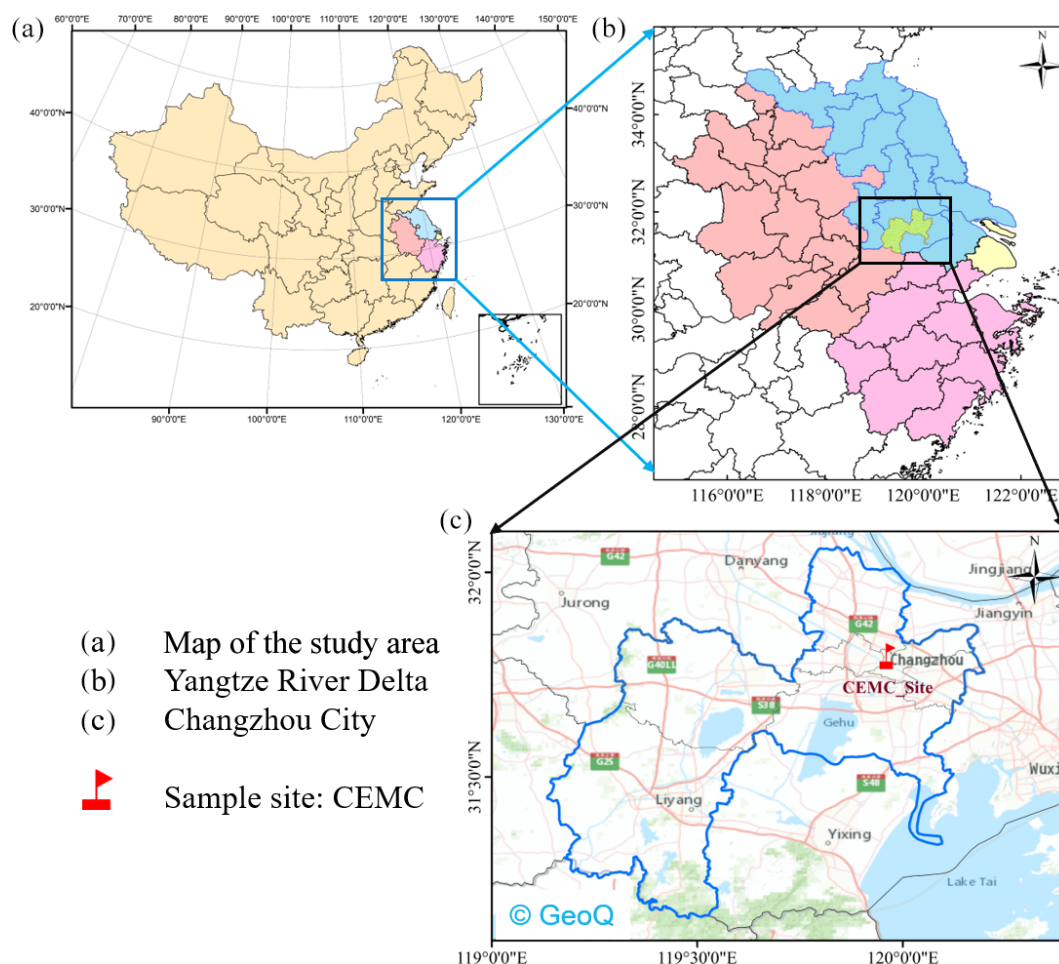 (a)
60°0'0"E 70°0'0"E 80°0'0"E 90°0'0"E 100°0'0"E 110°0'0"E 120°0'0"E 130°0'0"E 140°0'0"E 150°0'0"E
40°0'0"N
30°0'0"N
20°0'0"N
40°0'0"N
30°0'0"N
20°0'0"N
90°0'0"E 100°0'0"E 110°0'0"E 120°0'0"E 130°0'0"E
(b)
N
34°0'0"N
32°0'0"N
30°0'0"N
28°0'0"N
116°0'0"E 118°0'0"E 120°0'0"E 122°0'0"E
(c)
N
32°0'0"N
31°30'0"N
G42
Danyang
Jingjiang
Jurong
Jiangyin
G42
G4011
Changzhou
CEMC_Site
S38
Gehu
G25
Wuxi
S48
Liyang
Yixing
Lake Tai
© GeoQ
119°0'0"E 119°30'0"E 120°0'0"E
(a) Map of the study area
(b) Yangtze River Delta
(c) Changzhou City
Sample site: CEMC